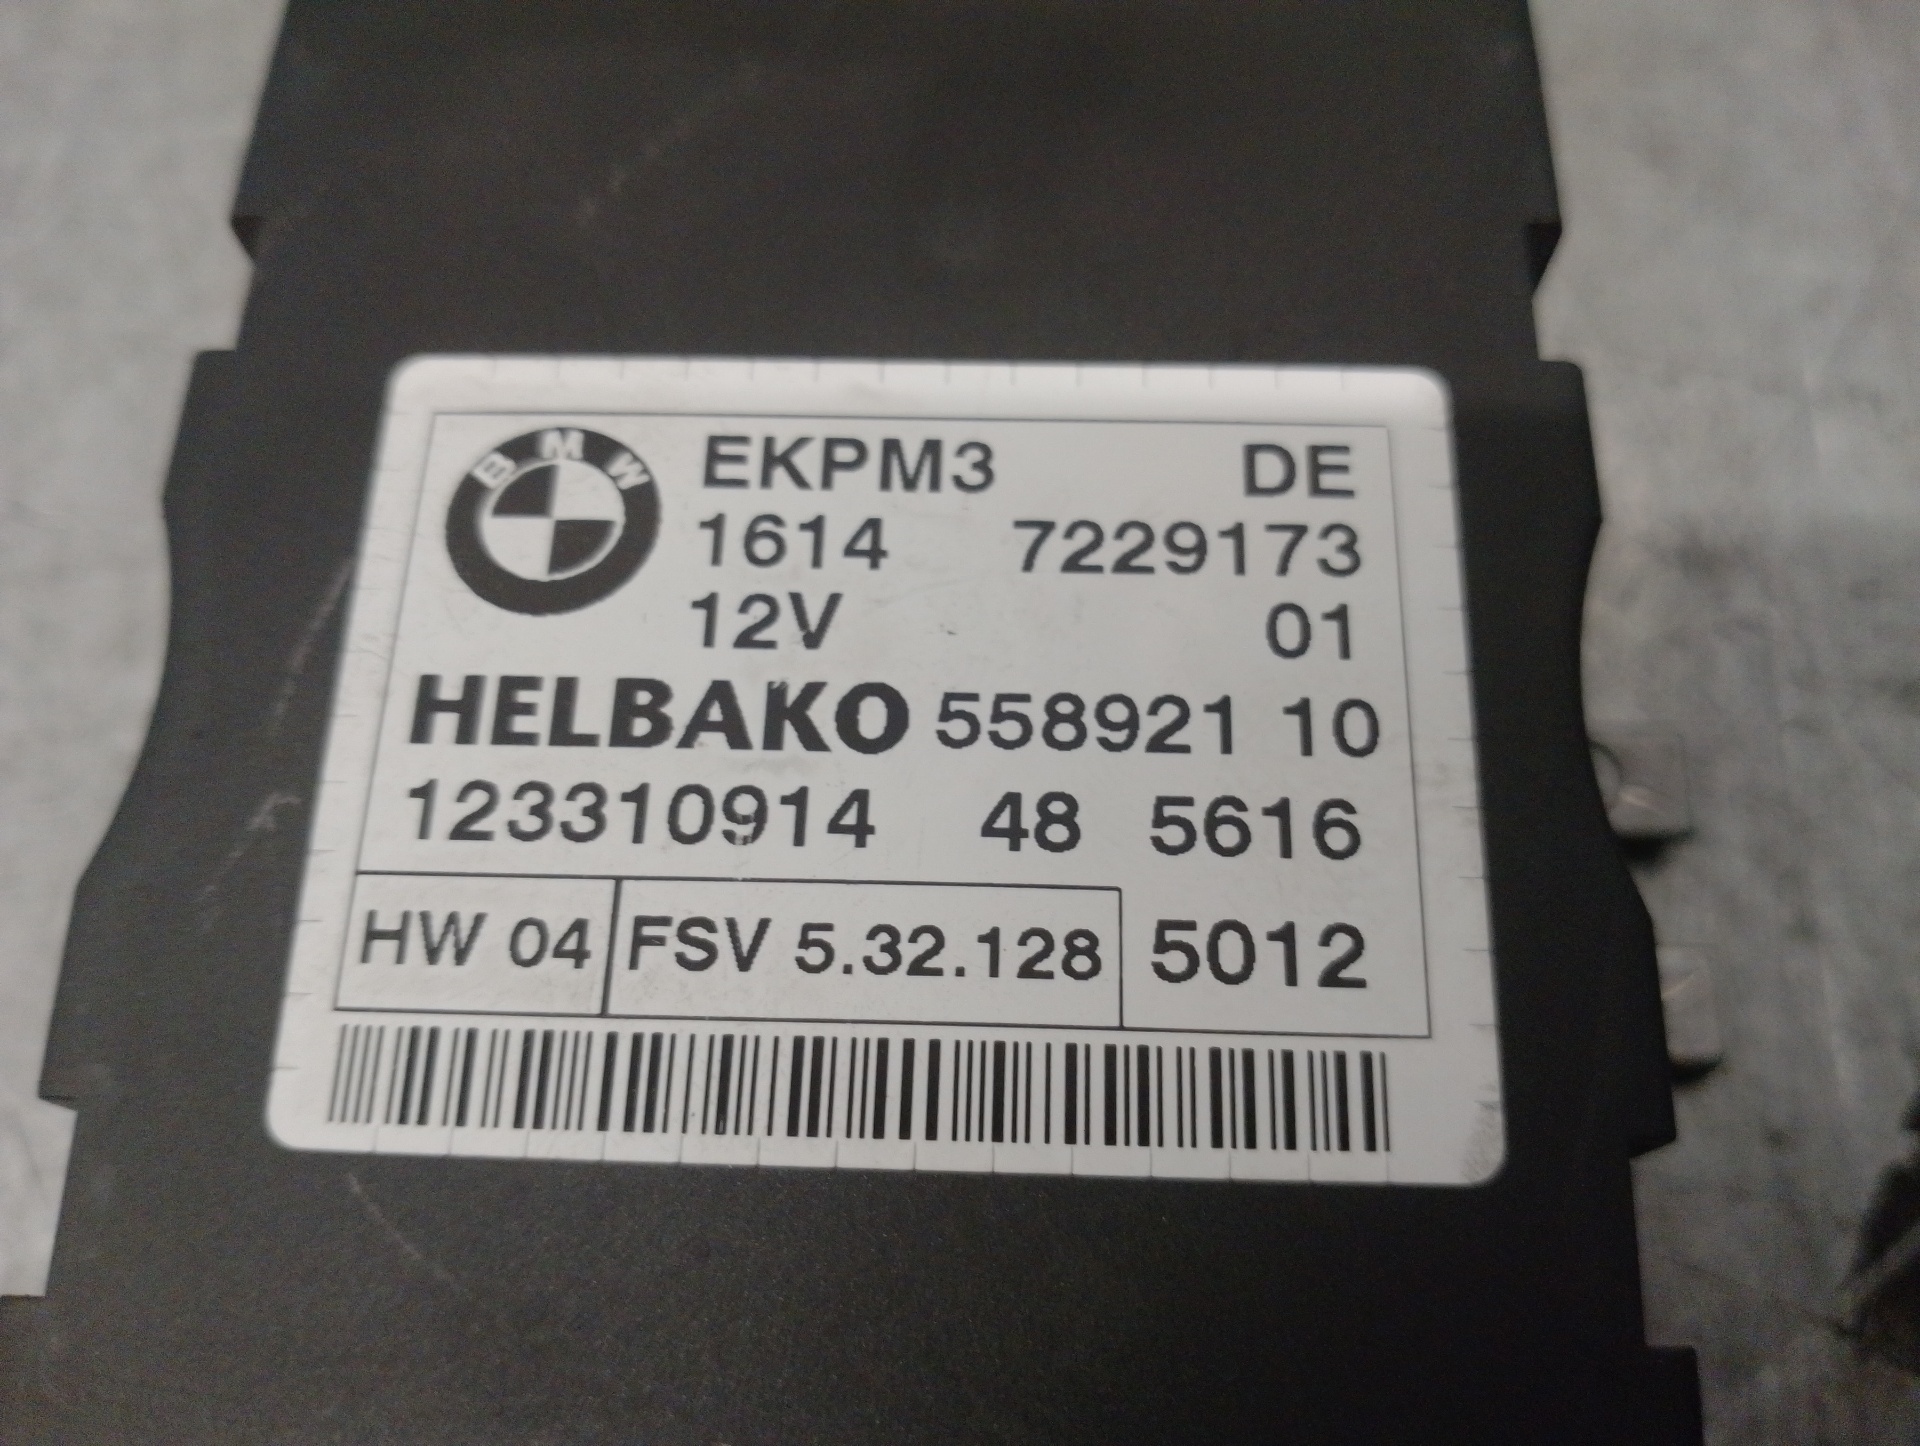 BMW
EKPM3 DE
1614 7229173
12V 01
HELBAKO 558921 10
123310914 48 5616
HW 04 FSV 5.32.128 5012